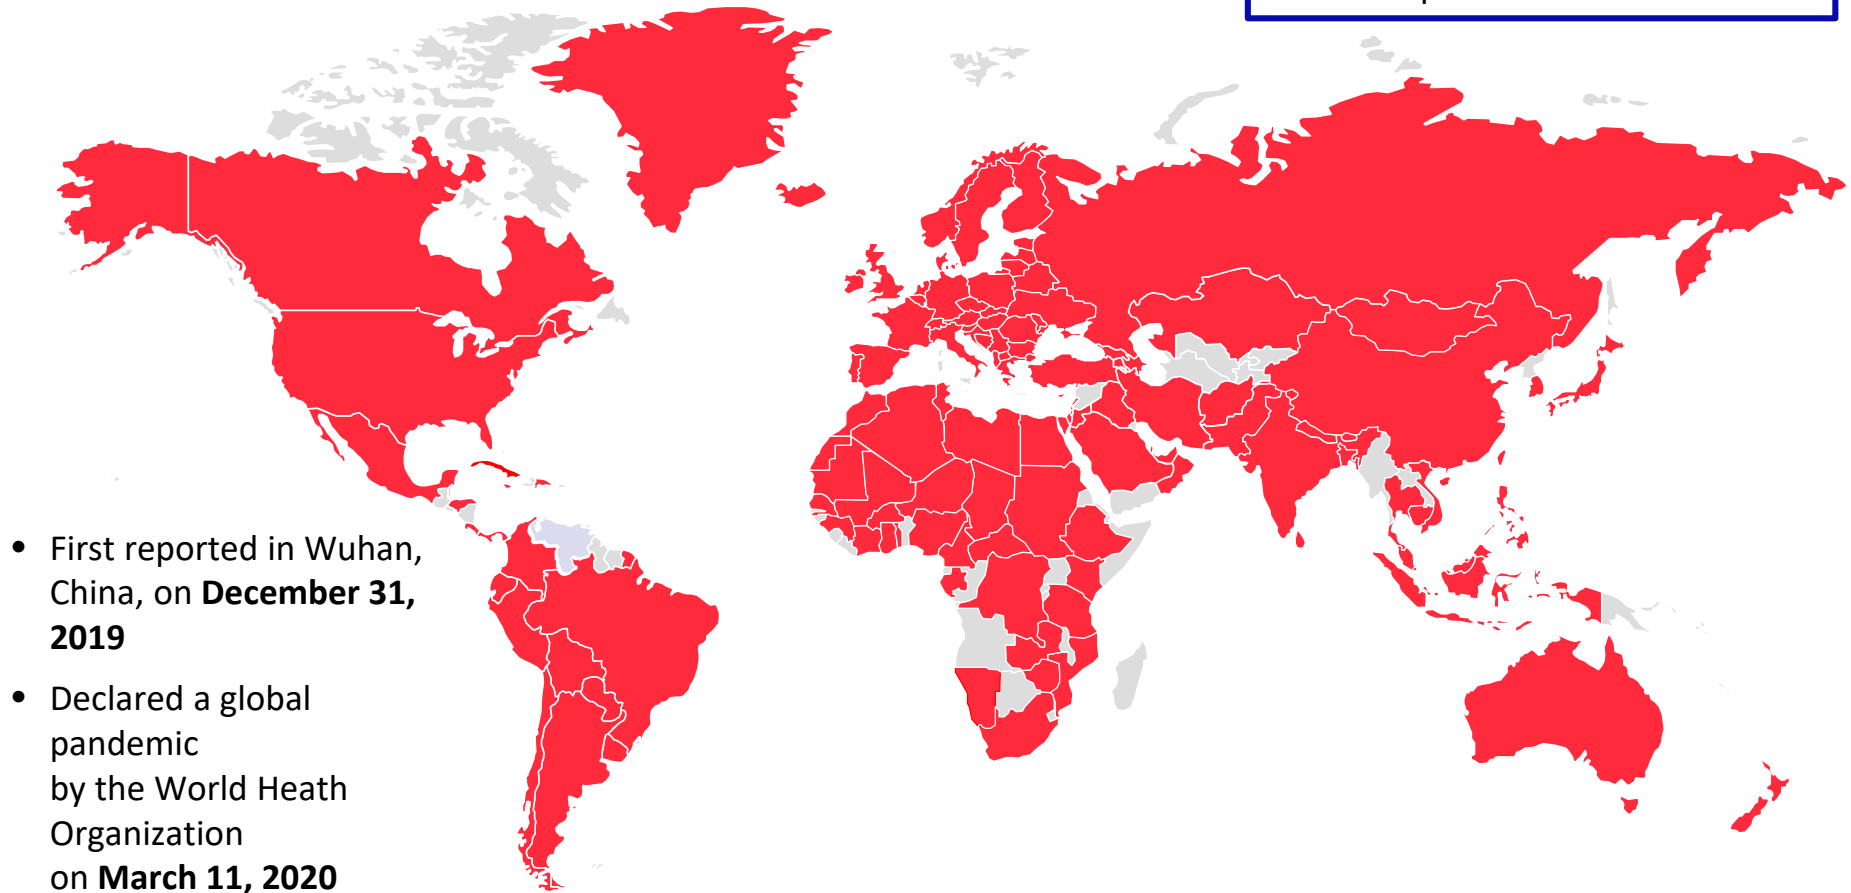 • First reported in Wuhan,
China, on December 31,
2019
• Declared a global
pandemic
by the World Heath
Organization
on March 11, 2020